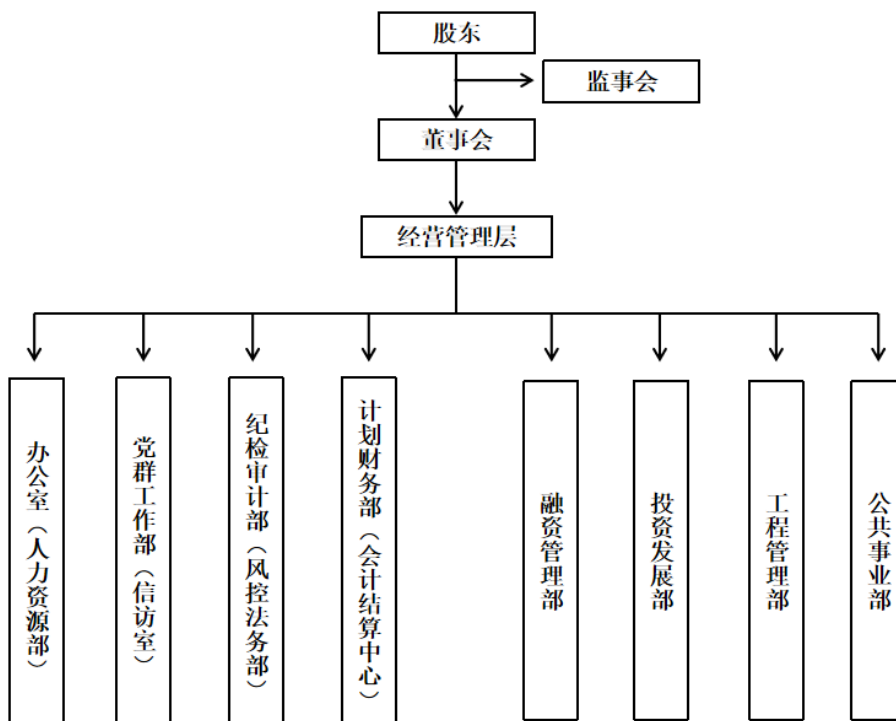 股东
监事会
董事会
经营管理层
办公室（人力资源部）
党群工作部（信访室）
纪检审计部（风控法务部）
计划财务部（会计结算中心）
融资管理部
投资发展部
工程管理部
公共事业部